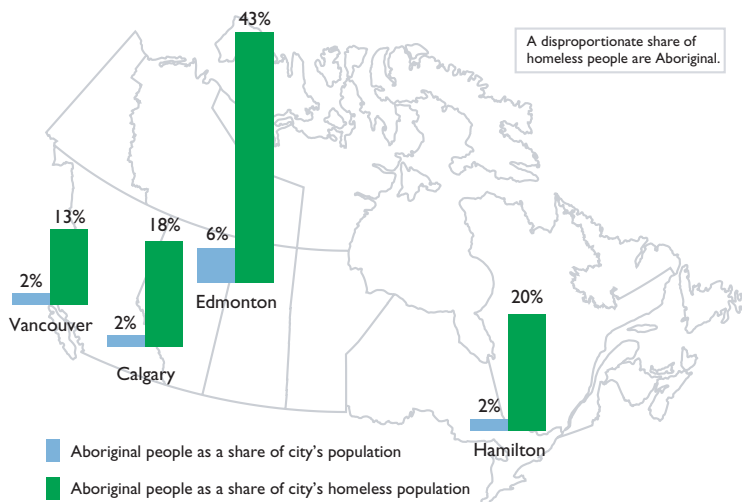 43%
A disproportionate share of
homeless people are Aboriginal.
13%
18%
6%
2%
Edmonton
20%
Vancouver
2%
Calgary
2%
Hamilton
Aboriginal people as a share of city's population
Aboriginal people as a share of city's homeless population